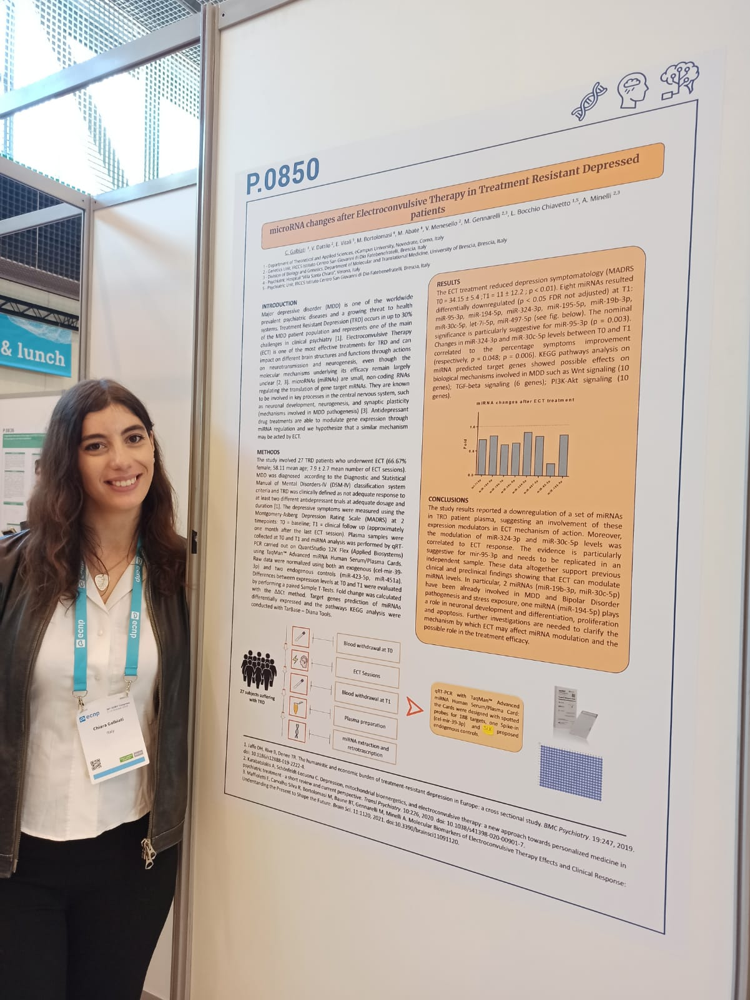 P.0850
microRNA changes after Electroconvulsive Therapy in Treatment Resistant Depressed
patients
C. Galbiati ¹, V. Dattilo ², E. Vitali ³, M. Bortolomasi ⁴, M. Abate ⁴, V. Menesello ², M. Gennarelli ²,³, L. Bocchio Chiavetto ¹,⁵, A. Minelli ²,³
1 - Department of Theoretical and Applied Sciences, eCampus University, Novedrate, Como, Italy
2 - Genetics Unit, IRCCS Istituto Centro San Giovanni di Dio Fatebenefratelli, Brescia, Italy
3 - Division of Biology and Genetics, Department of Molecular and Translational Medicine, University of Brescia, Brescia, Italy
4 - Psychiatric Hospital "Villa Santa Chiara", Verona, Italy
5 - Psychiatric Unit, IRCCS Istituto Centro San Giovanni di Dio Fatebenefratelli, Brescia, Italy
INTRODUCTION
Major depressive disorder (MDD) is one of the worldwide
prevalent psychiatric diseases and a growing threat to health
systems. Treatment Resistant Depression (TRD) occurs in up to 30%
of the MDD patient population and represents one of the main
challenges in clinical psychiatry [1]. Electroconvulsive Therapy
(ECT) is one of the most effective treatments for TRD and can
impact on different brain structures and functions through actions
on neurotransmission and neurogenesis, even though the
molecular mechanisms underlying its efficacy remain largely
unclear [2, 3]. microRNAs (miRNAs) are small, non-coding RNAs
regulating the translation of gene target mRNAs. They are known
to be involved in key processes in the central nervous system, such
as neuronal development, neurogenesis, and synaptic plasticity
(mechanisms involved in MDD pathogenesis) [3]. Antidepressant
drug treatments are able to modulate gene expression through
miRNA regulation and we hypothesize that a similar mechanism
may be acted by ECT.
METHODS
The study involved 27 TRD patients who underwent ECT (66.67%
female; 58.11 mean age; 7.9 ± 2.7 mean number of ECT sessions).
MDD was diagnosed according to the Diagnostic and Statistical
Manual of Mental Disorders-IV (DSM-IV) classification system
criteria and TRD was clinically defined as not adequate response to
at least two different antidepressant trials at adequate dosage and
duration [1]. The depressive symptoms were measured using the
Montgomery-Asberg Depression Rating Scale (MADRS) at 2
timepoints: T0 = baseline; T1 = clinical follow up (approximately
one month after the last ECT session). Plasma samples were
collected at T0 and T1 and miRNA analysis was performed by qRT-
PCR carried out on QuantStudio 12K Flex (Applied Biosystems)
using TaqMan™ Advanced miRNA Human Serum/Plasma Cards.
Raw data were normalized using both an exogenous (cel-mir-39-
3p) and two endogenous controls (miR-423-5p, miR-451a).
Differences between expression levels at T0 and T1 were evaluated
by performing a paired Sample T-Tests. Fold change was calculated
with the ΔΔCt method. Target genes prediction of miRNAs
differentially expressed and the pathways KEGG analysis were
conducted with TarBase – Diana Tools.
RESULTS
The ECT treatment reduced depression symptomatology (MADRS
T0 = 34.15 ± 5.4 ;T1 = 11 ± 12.2 ; p < 0.01). Eight miRNAs resulted
differentially downregulated (p < 0.05 FDR not adjusted) at T1:
miR-95-3p, miR-194-5p, miR-324-3p, miR-195-5p, miR-19b-3p,
miR-30c-5p, let-7i-5p, miR-497-5p (see fig. below). The nominal
significance is particularly suggestive for miR-95-3p (p = 0.003).
Changes in miR-324-3p and miR-30c-5p levels between T0 and T1
correlated to the percentage symptoms improvement
(respectively, p = 0.048; p = 0.006). KEGG pathways analysis on
miRNA predicted target genes showed possible effects on
biological mechanisms involved in MDD such as Wnt signaling (10
genes); TGF-beta signaling (6 genes); PI3K-Akt signaling (10
genes).
miRNA changes after ECT treatment
Fold
1.0
0.0
CONCLUSIONS
The study results reported a downregulation of a set of miRNAs
in TRD patient plasma, suggesting an involvement of these
expression modulators in ECT mechanism of action. Moreover,
the modulation of miR-324-3p and miR-30c-5p levels was
correlated to ECT response. The evidence is particularly
suggestive for mir-95-3p and needs to be replicated in an
independent sample. These data altogether support previous
clinical and preclinical findings showing that ECT can modulate
miRNA levels. In particular, 2 miRNAs (miR-19b-3p, miR-30c-5p)
have been already involved in MDD and Bipolar Disorder
pathogenesis and stress exposure, one miRNA (miR-194-5p) plays
a role in neuronal development and differentiation, proliferation
and apoptosis. Further investigations are needed to clarify the
mechanism by which ECT may affect miRNA modulation and the
possible role in the treatment efficacy.
27 subjects suffering
with TRD
Blood withdrawal at T0
ECT Sessions
Blood withdrawal at T1
Plasma preparation
miRNA extraction and
retrotrascription
qRT-PCR with TaqMan™ Advanced
miRNA Human Serum/Plasma Card:
the Cards were designed with spotted
probes for 188 targets, one Spike-in
(cel-mir-39-3p) and six proposed
endogenous controls.
1. Jaffe DH, Rive B, Denee TR. The humanistic and economic burden of treatment-resistant depression in Europe: a cross sectional study. BMC Psychiatry. 19:247, 2019.
doi: 10.1186/s12888-019-2222-4.
2. Karabatsiakis A, Schönfeldt-Lecuona C. Depression, mitochondrial bioenergetics, and electroconvulsive therapy: a new approach towards personalized medicine in
psychiatric treatment - a short review and current perspective. Transl Psychiatry. 10:226, 2020. doi: 10.1038/s41398-020-00901-7.
3. Maffioletti E, Carvalho Silva R, Bortolomasi M, Baune BT, Gennarelli M, Minelli A. Molecular Biomarkers of Electroconvulsive Therapy Effects and Clinical Response:
Understanding the Present to Shape the Future. Brain Sci. 11:1120, 2021. doi:10.3390/brainsci11091120.
& lunch
P.0836
ecnp
ecnp
ecnp
Chiara Galbiati
Italy